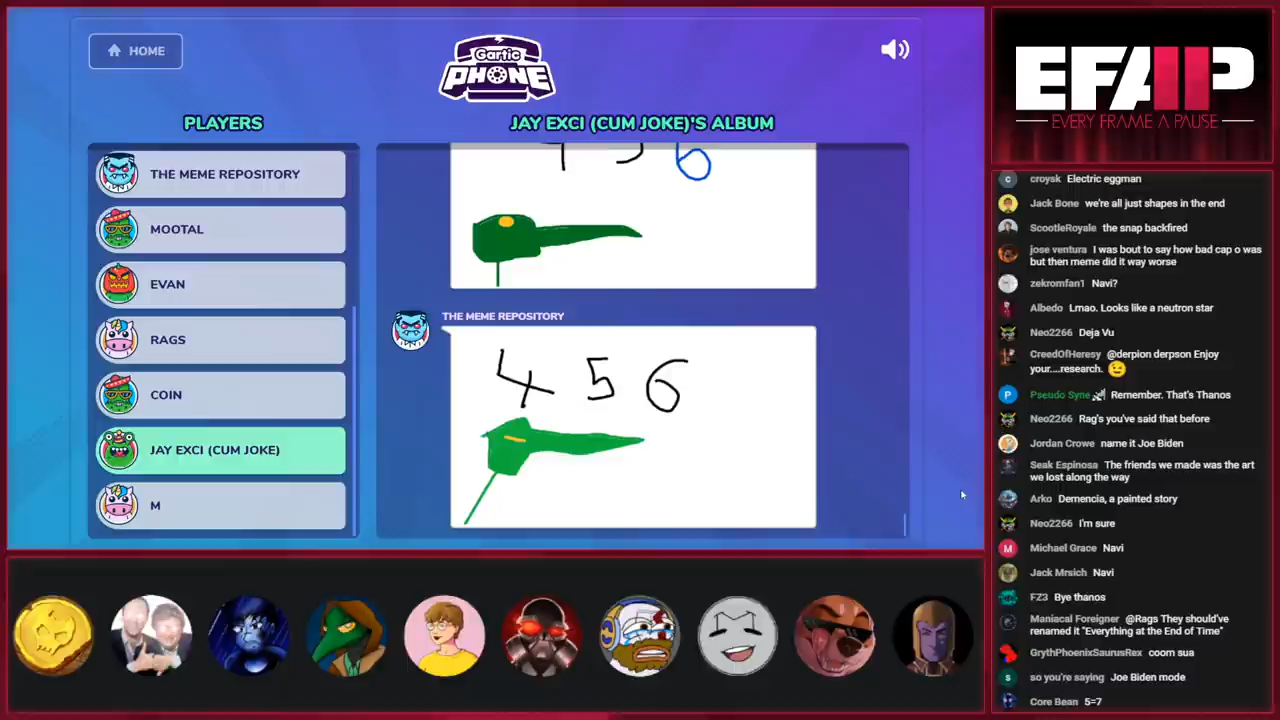 HOME
Gartic
PHONE
PLAYERS
THE MEME REPOSITORY
MOOTAL
EVAN
RAGS
COIN
JAY EXCI (CUM JOKE)
M
JAY EXCI (CUM JOKE)'S ALBUM
6
THE MEME REPOSITORY
4 5 6
EFAP
EVERY FRAME A PAUSE
c croysk Electric eggman
Jack Bone we're all just shapes in the end
ScootleRoyale the snap backfired
jose ventura I was bout to say how bad cap o was
but then meme did it way worse
zekromfan1 Navi?
Albedo Lmao. Looks like a neutron star
Neo2266 Deja Vu
CreedOfHeresy @derpion derpson Enjoy
your....research.
P Pseudo Syne Remember. That's Thanos
Neo2266 Rag's you've said that before
Jordan Crowe name it Joe Biden
Seak Espinosa The friends we made was the art
we lost along the way
Arko Demencia, a painted story
Neo2266 I'm sure
M Michael Grace Navi
Jack Mrsich Navi
FZ3 Bye thanos
Maniacal Foreigner @Rags They should've
renamed it "Everything at the End of Time"
GrythPhoenixSaurusRex coom sua
s so you're saying Joe Biden mode
Core Bean 5=7